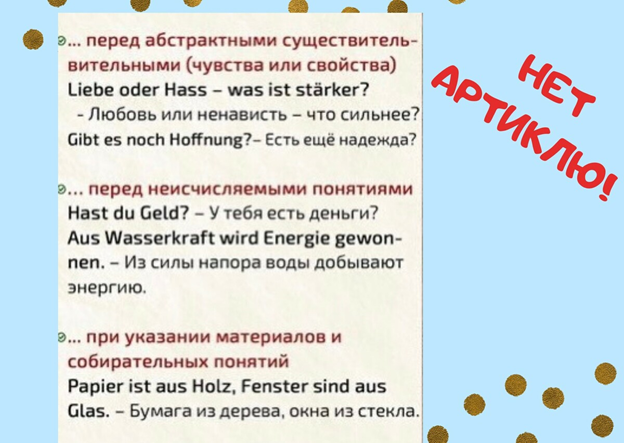 ... перед абстрактными существитель-
вительными (чувства или свойства)
Liebe oder Hass – was ist stärker?
- Любовь или ненависть – что сильнее?
Gibt es noch Hoffnung?– Есть ещё надежда?
... перед неисчисляемыми понятиями
Hast du Geld? – У тебя есть деньги?
Aus Wasserkraft wird Energie gewon-
nen. – Из силы напора воды добывают
энергию.
... при указании материалов и
собирательных понятий
Papier ist aus Holz, Fenster sind aus
Glas. – Бумага из дерева, окна из стекла.
НЕТ
АРТИКЛЮ!